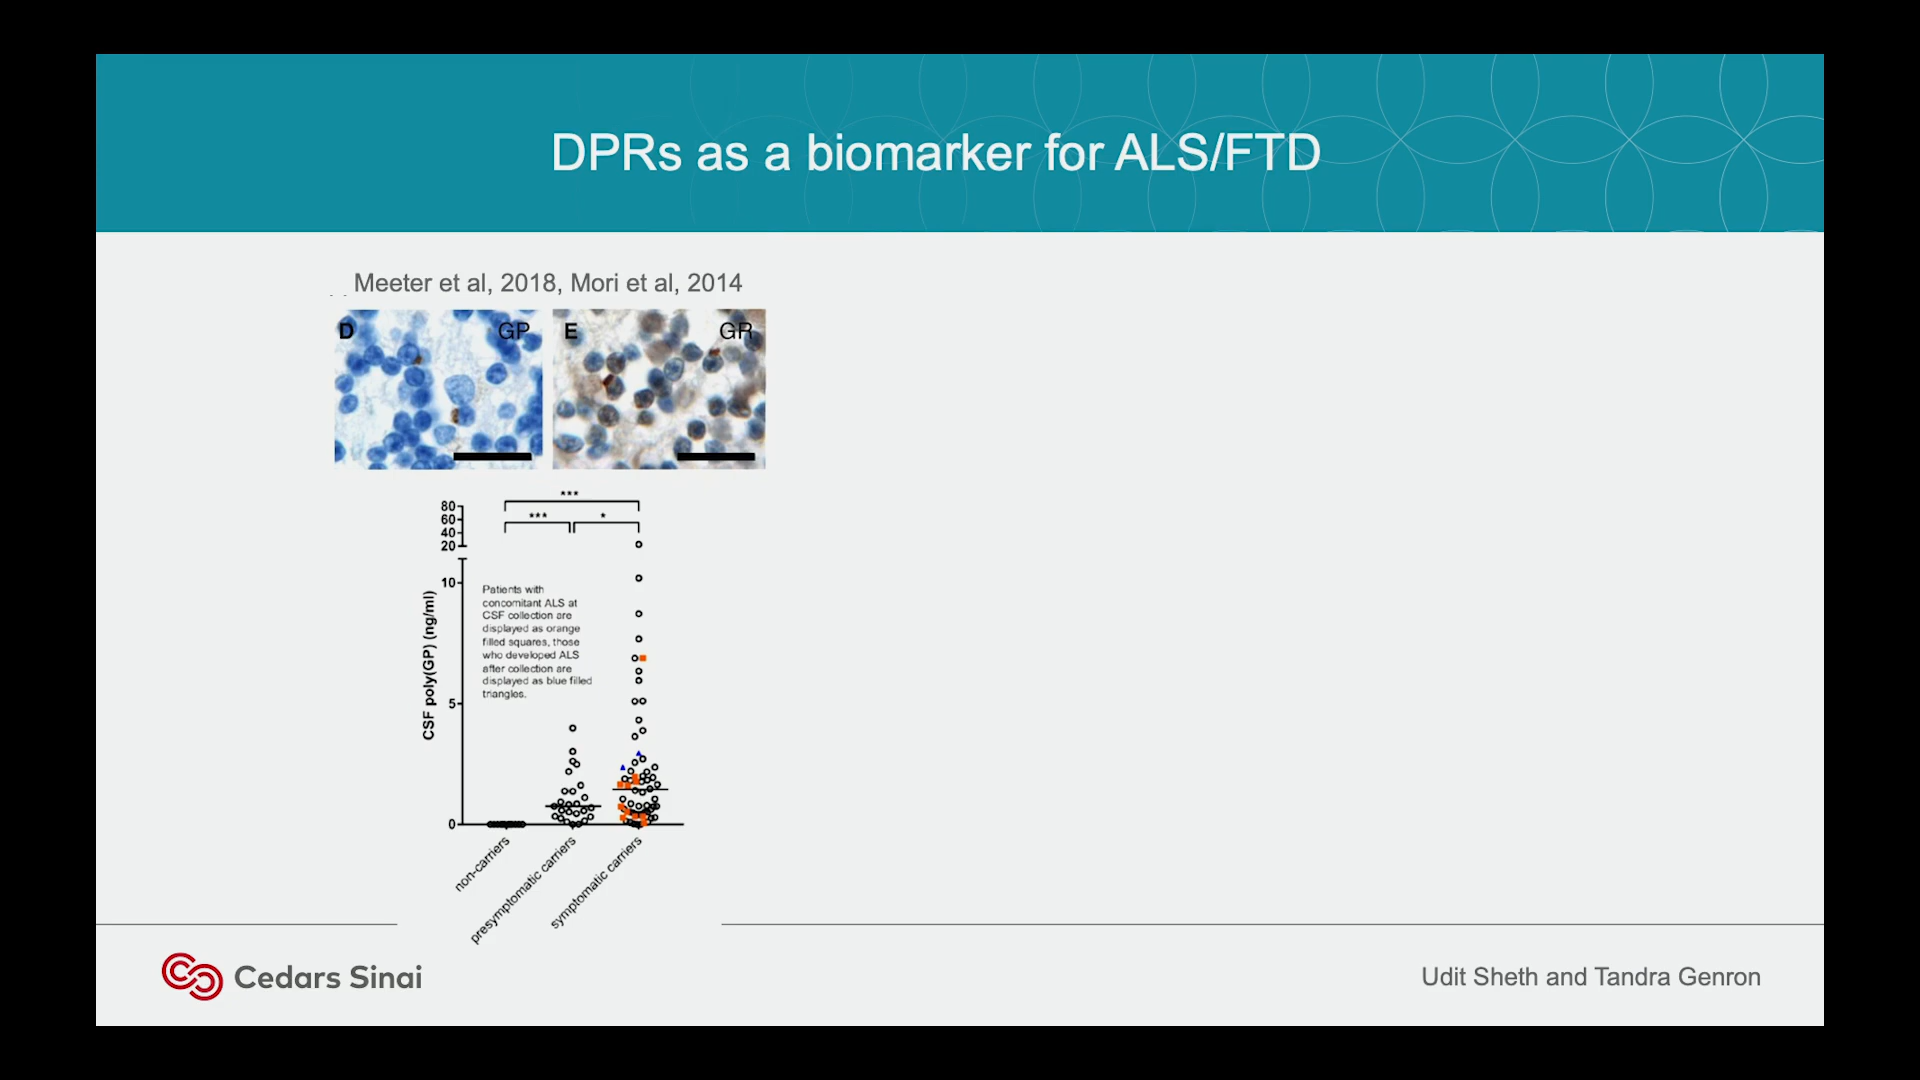 DPRs as a biomarker for ALS/FTD
Meeter et al, 2018, Mori et al, 2014
D GP E GR
***
*** *
80
60
40
20
10
5
0
CSF poly(GP) (ng/ml)
Patients with
concomitant ALS at
CSF collection are
displayed as orange
filled squares, those
who developed ALS
after collection are
displayed as blue filled
triangles.
non-carriers
presymptomatic carriers
symptomatic carriers
Cedars Sinai
Udit Sheth and Tandra Genron